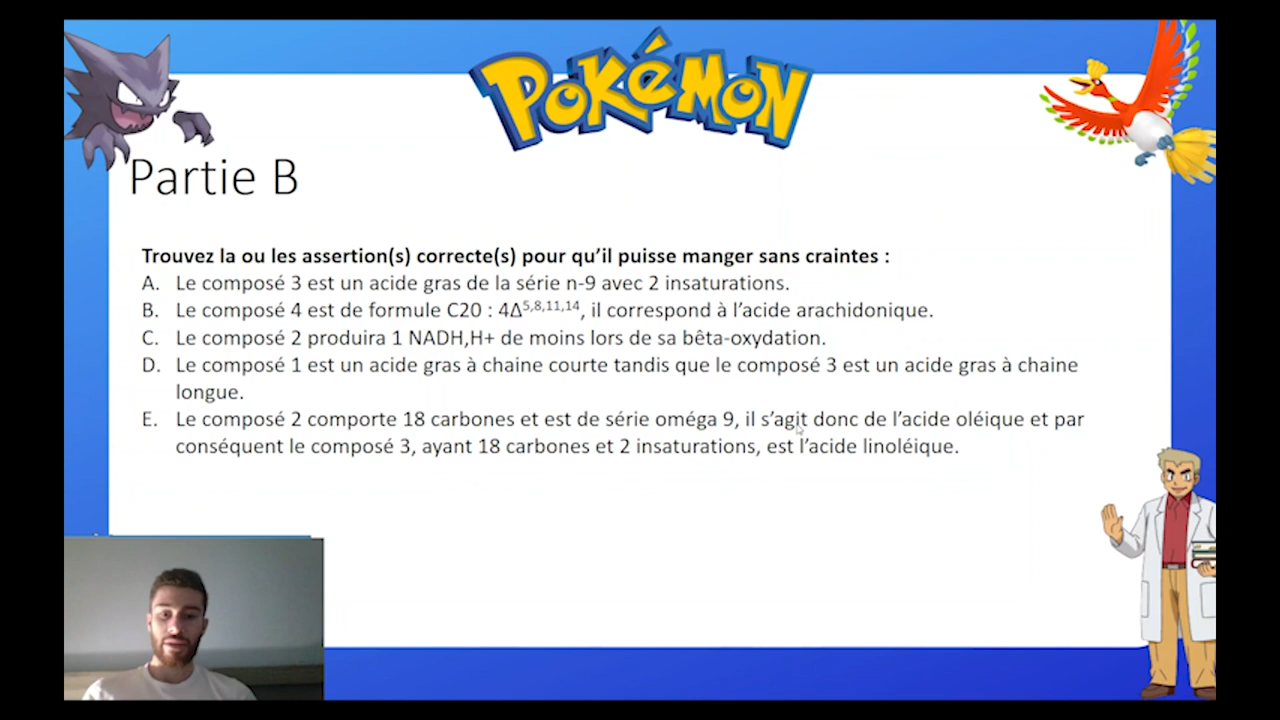 POKéMON
Partie B
Trouvez la ou les assertion(s) correcte(s) pour qu’il puisse manger sans craintes :
A. Le composé 3 est un acide gras de la série n-9 avec 2 insaturations.
B. Le composé 4 est de formule C20 : 4Δ5,8,11,14, il correspond à l’acide arachidonique.
C. Le composé 2 produira 1 NADH,H+ de moins lors de sa bêta-oxydation.
D. Le composé 1 est un acide gras à chaine courte tandis que le composé 3 est un acide gras à chaine
longue.
E. Le composé 2 comporte 18 carbones et est de série oméga 9, il s’agit donc de l’acide oléique et par
conséquent le composé 3, ayant 18 carbones et 2 insaturations, est l’acide linoléique.